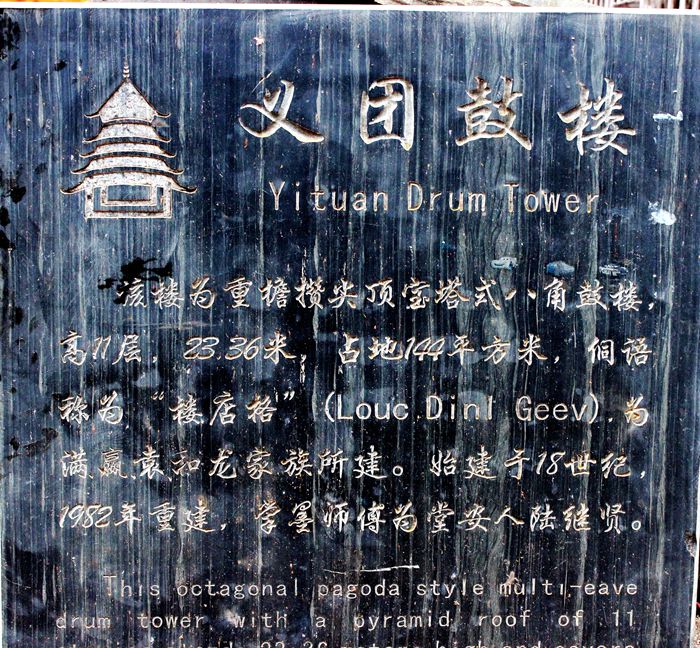 义团鼓楼
Yituan Drum Tower
该楼为重檐攒尖顶宝塔式八角鼓楼，
高11层，23.36米，占地144平方米，侗语
称为“楼店格”(Louc Dinl Geev)，为
满嬴袁和龙家族所建。始建于18世纪，
1982年重建，掌墨师傅为堂安人陆继贤。
This octagonal pagoda style multi-eave
drum tower with a pyramid roof of 11